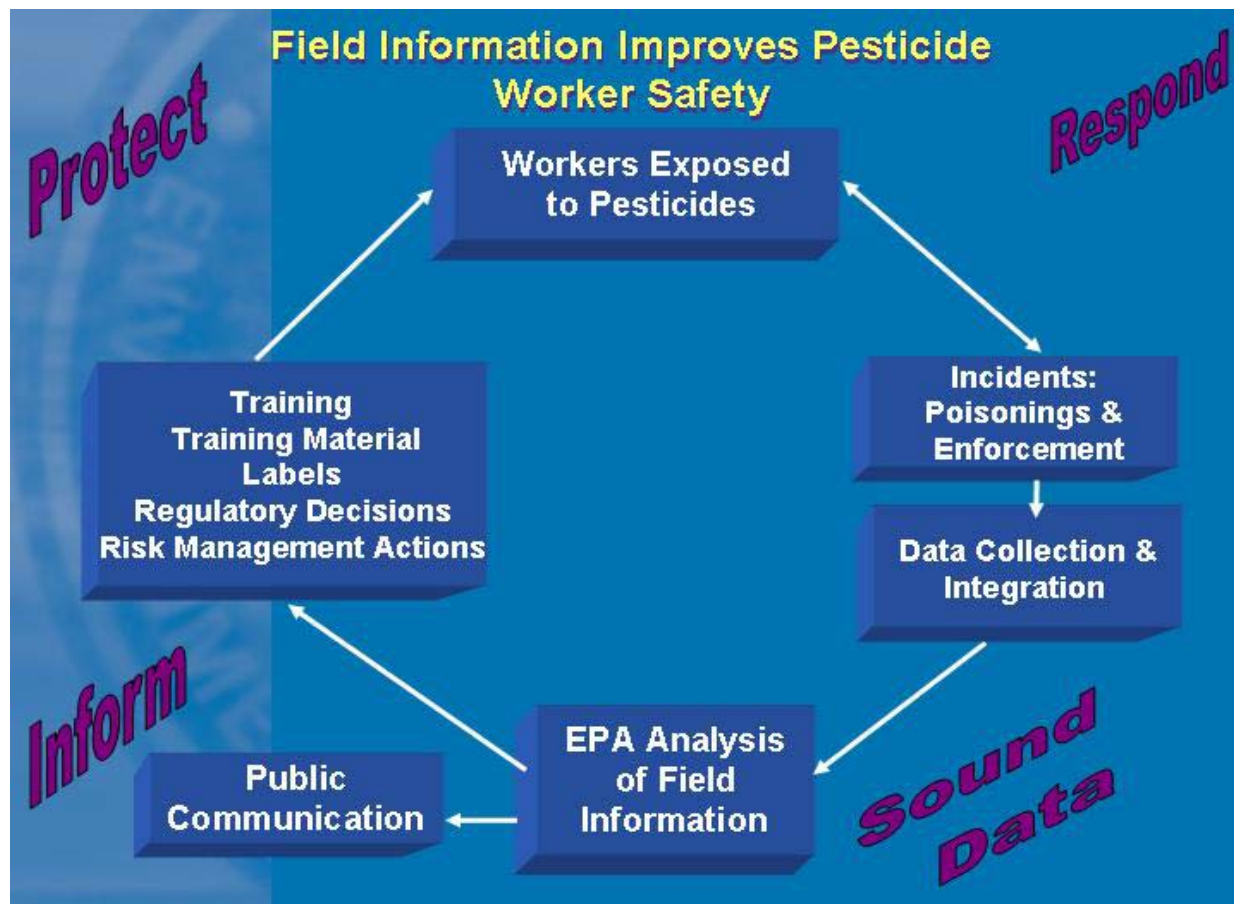 Field Information Improves Pesticide
Worker Safety
Protect
Respond
Workers Exposed
to Pesticides
Training
Training Material
Labels
Regulatory Decisions
Risk Management Actions
Incidents:
Poisonings &
Enforcement
Data Collection &
Integration
Inform
Public
Communication
EPA Analysis
of Field
Information
Sound
Data